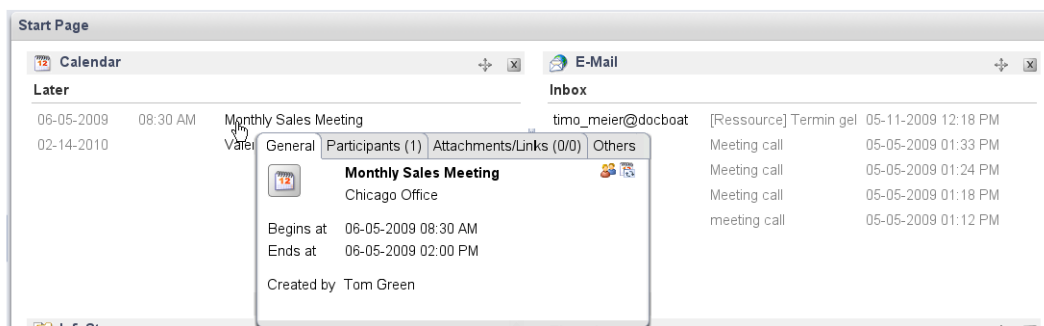 Start Page
12 Calendar
E-Mail
Later
Inbox
06-05-2009 08:30 AM Monthly Sales Meeting
timo_meier@docboat [Ressource] Termin gel 05-11-2009 12:18 PM
02-14-2010
General Participants (1) Attachments/Links (0/0) Others
Meeting call 05-05-2009 01:33 PM
12 Monthly Sales Meeting
Meeting call 05-05-2009 01:24 PM
Chicago Office
Meeting call 05-05-2009 01:18 PM
meeting call 05-05-2009 01:12 PM
Begins at 06-05-2009 08:30 AM
Ends at 06-05-2009 02:00 PM
Created by Tom Green